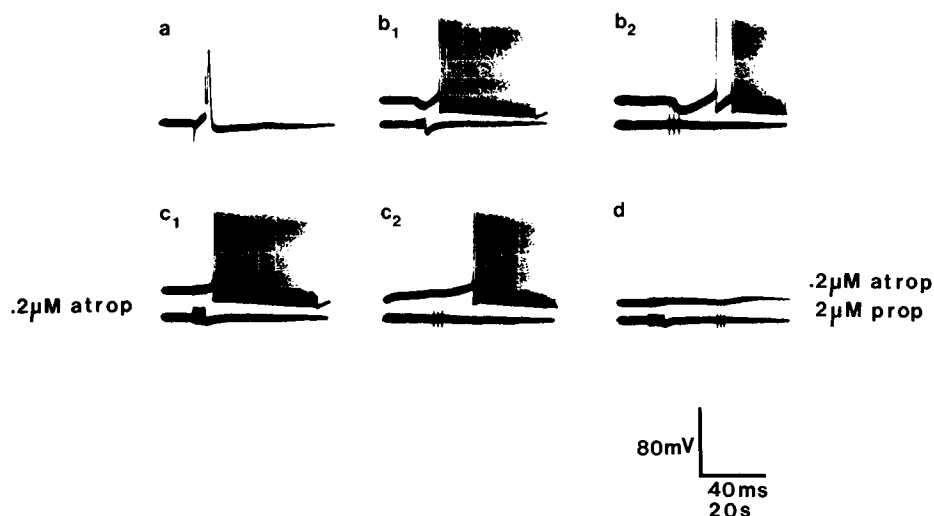 a
b1
b2
c1
c2
d
.2µM atrop
.2µM atrop
2µM prop
80mV
40ms
20s